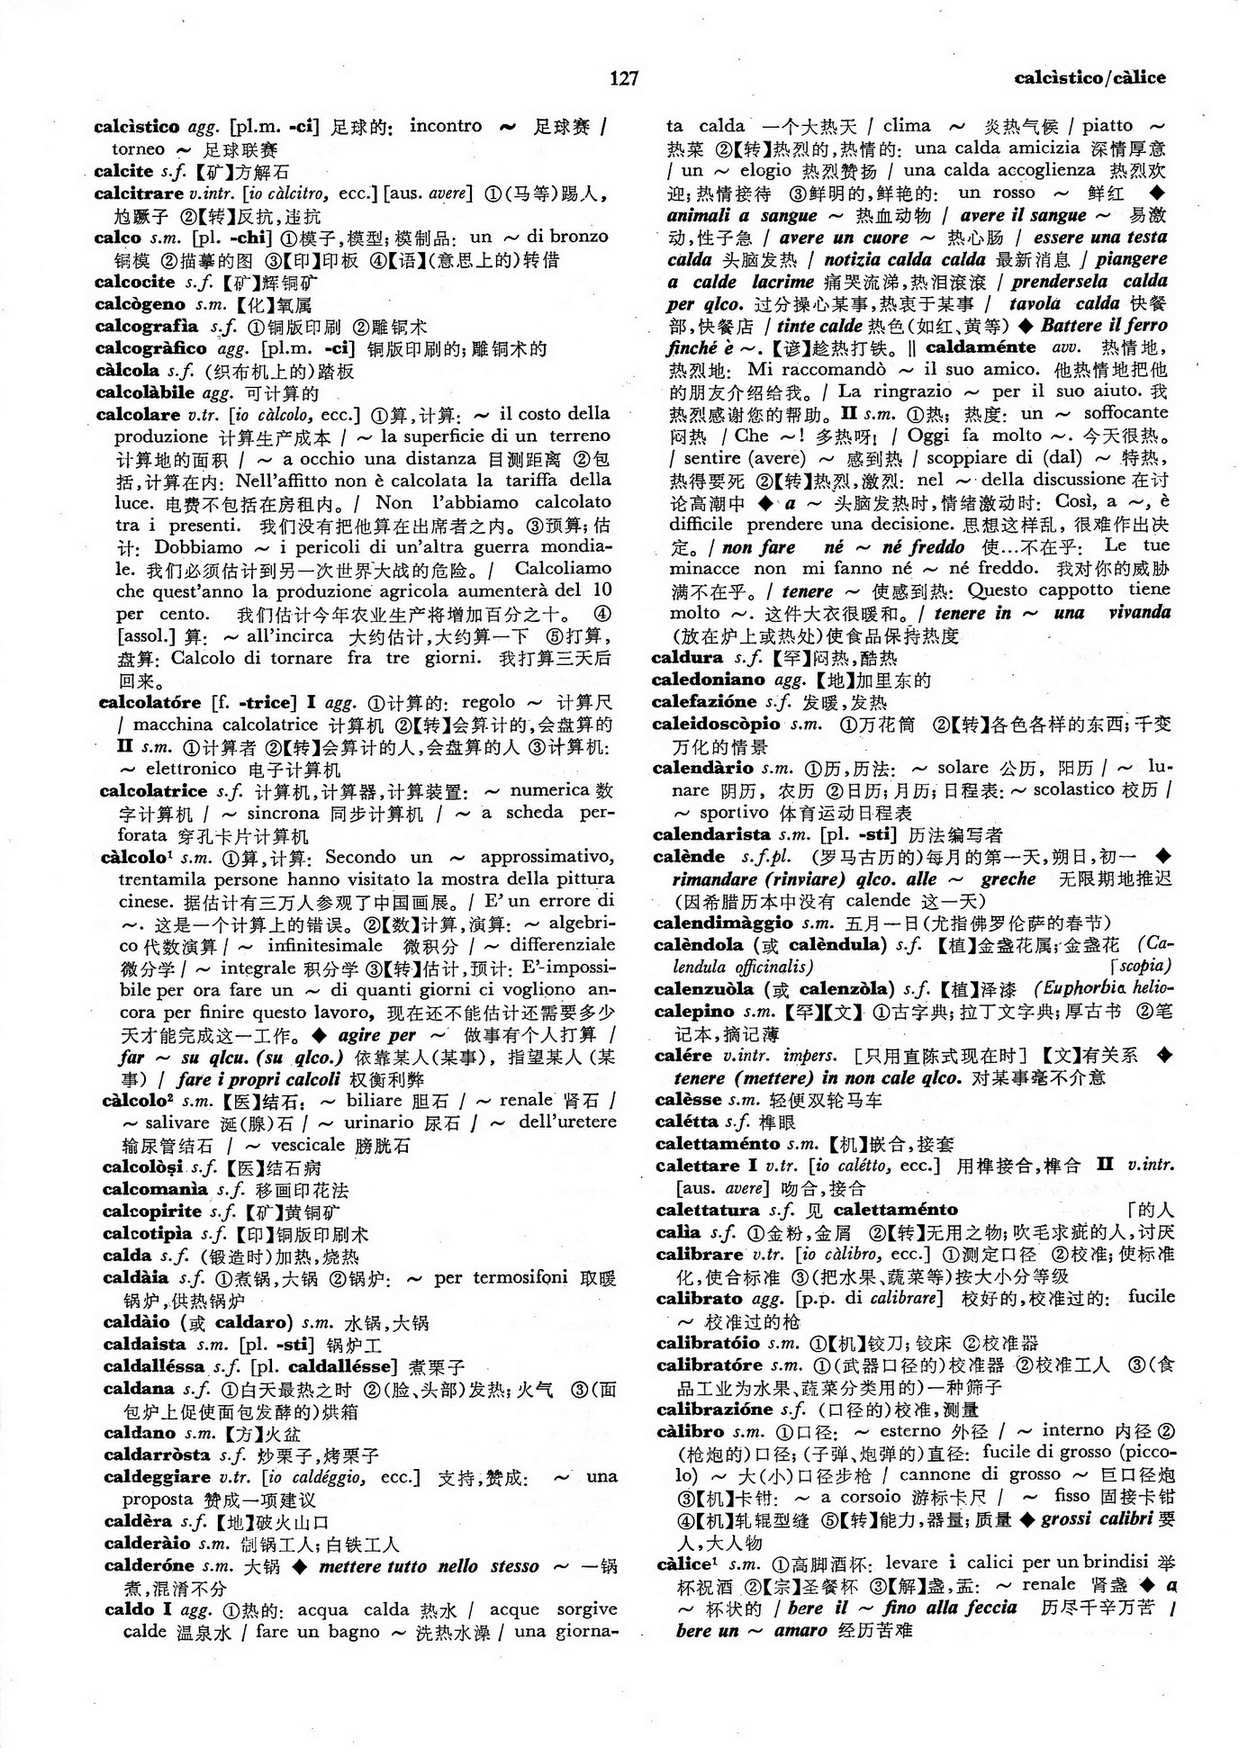 127
calcìstico/càlice
calcìstico agg. [pl.m. -ci] 足球的: incontro ～ 足球赛 /
torneo ～ 足球联赛
calcite s.f. 【矿】方解石
calcitrare v.intr. [io càlcitro, ecc.] [aus. avere] ①(马等)踢人,
尥蹶子 ②【转】反抗,违抗
calco s.m. [pl. -chi] ①模子,模型; 模制品: un ～ di bronzo
铜模 ②描摹的图 ③【印】印板 ④【语】(意思上的)转借
calcocite s.f. 【矿】辉铜矿
calcògeno s.m. 【化】氧属
calcografìa s.f. ①铜版印刷 ②雕铜术
calcogràfico agg. [pl.m. -ci] 铜版印刷的; 雕铜术的
càlcola s.f. (织布机上的)踏板
calcolàbile agg. 可计算的
calcolare v.tr. [io càlcolo, ecc.] ①算,计算: ～ il costo della
produzione 计算生产成本 / ～ la superficie di un terreno
计算地的面积 / ～ a occhio una distanza 目测距离 ②包
括,计算在内: Nell'affitto non è calcolata la tariffa della
luce. 电费不包括在房租内。/ Non l'abbiamo calcolato
tra i presenti. 我们没有把他算在出席者之内。③预算; 估
计: Dobbiamo ～ i pericoli di un'altra guerra mondia-
le. 我们必须估计到另一次世界大战的危险。/ Calcoliamo
che quest'anno la produzione agricola aumenterà del 10
per cento. 我们估计今年农业生产将增加百分之十。 ④
[assol.] 算: ～ all'incirca 大约估计,大约算一下 ⑤打算,
盘算: Calcolo di tornare fra tre giorni. 我打算三天后
回来。
calcolatóre [f. -trice] I agg. ①计算的: regolo ～ 计算尺
/ macchina calcolatrice 计算机 ②【转】会算计的,会盘算的
II s.m. ①计算者 ②【转】会算计的人,会盘算的人 ③计算机:
～ elettronico 电子计算机
calcolatrice s.f. 计算机,计算器,计算装置: ～ numerica 数
字计算机 / ～ sincrona 同步计算机 / ～ a scheda per-
forata 穿孔卡片计算机
càlcolo¹ s.m. ①算,计算: Secondo un ～ approssimativo,
trentamila persone hanno visitato la mostra della pittura
cinese. 据估计有三万人参观了中国画展。/ E' un errore di
～. 这是一个计算上的错误。②【数】计算,演算: ～ algebri-
co 代数演算 / ～ infinitesimale 微积分 / ～ differenziale
微分学 / ～ integrale 积分学 ③【转】估计,预计: E'-impossi-
bile per ora fare un ～ di quanti giorni ci vogliono an-
cora per finire questo lavoro, 现在还不能估计还需要多少
天才能完成这一工作。◆ agire per ～ 做事有个人打算 /
far ～ su qlcu. (su qlco.) 依靠某人(某事), 指望某人 (某
事) / fare i propri calcoli 权衡利弊
càlcolo² s.m. 【医】结石: ～ biliare 胆石 / ～ renale 肾石 /
～ salivare 涎(腺)石 / ～ urinario 尿石 / ～ dell'uretere
输尿管结石 / ～ vescicale 膀胱石
calcolòsi s.f. 【医】结石病
calcomanìa s.f. 移画印花法
calcopirite s.f. 【矿】黄铜矿
calcotipìa s.f. 【印】铜版印刷术
calda s.f. (锻造时)加热,烧热
caldàia s.f. ①煮锅,大锅 ②锅炉: ～ per termosifoni 取暖
锅炉,供热锅炉
caldàio (或 caldaro) s.m. 水锅,大锅
caldaista s.m. [pl. -sti] 锅炉工
caldalléssa s.f. [pl. caldallésse] 煮栗子
caldana s.f. ①白天最热之时 ②(脸、头部)发热; 火气 ③(面
包炉上促使面包发酵的)烘箱
caldano s.m. 【方】火盆
caldarròsta s.f. 炒栗子,烤栗子
caldeggiare v.tr. [io caldéggio, ecc.] 支持,赞成: ～ una
proposta 赞成一项建议
caldèra s.f. 【地】破火山口
calderàio s.m. 制锅工人; 白铁工人
calderóne s.m. 大锅 ◆ mettere tutto nello stesso ～ 一锅
煮,混淆不分
caldo I agg. ①热的: acqua calda 热水 / acque sorgive
calde 温泉水 / fare un bagno ～ 洗热水澡 / una giorna-
ta calda 一个大热天 / clima ～ 炎热气候 / piatto ～
热菜 ②【转】热烈的,热情的: una calda amicizia 深情厚意
/ un ～ elogio 热烈赞扬 / una calda accoglienza 热烈欢
迎; 热情接待 ③鲜明的,鲜艳的: un rosso ～ 鲜红 ◆
animali a sangue ～ 热血动物 / avere il sangue ～ 易激
动,性子急 / avere un cuore ～ 热心肠 / essere una testa
calda 头脑发热 / notizia calda calda 最新消息 / piangere
a calde lacrime 痛哭流涕,热泪滚滚 / prendersela calda
per qlco. 过分操心某事,热衷于某事 / tavola calda 快餐
部,快餐店 / tinte calde 热色(如红、黄等) ◆ Battere il ferro
finché è ～. 【谚】趁热打铁。‖ caldaménte avv. 热情地,
热烈地: Mi raccomandò ～ il suo amico. 他热情地把他
的朋友介绍给我。/ La ringrazio ～ per il suo aiuto. 我
热烈感谢您的帮助。II s.m. ①热; 热度: un ～ soffocante
闷热 / Che ～! 多热呀! / Oggi fa molto ～. 今天很热。
/ sentire (avere) ～ 感到热 / scoppiare di (dal) ～ 特热,
热得要死 ②【转】热烈,激烈: nel ～ della discussione 在讨
论高潮中 ◆ a ～ 头脑发热时,情绪激动时: Così, a ～, è
difficile prendere una decisione. 思想这样乱, 很难作出决
定。/ non fare né ～ né freddo 使…不在乎: Le tue
minacce non mi fanno né ～ né freddo. 我对你的威胁
满不在乎。/ tenere ～ 使感到热: Questo cappotto tiene
molto ～. 这件大衣很暖和。/ tenere in ～ una vivanda
(放在炉上或热处)使食品保持热度
caldura s.f. 【罕】闷热,酷热
caledoniano agg. 【地】加里东的
calefazióne s.f. 发暖,发热
caleidoscòpio s.m. ①万花筒 ②【转】各色各样的东西; 千变
万化的情景
calendàrio s.m. ①历,历法: ～ solare 公历, 阳历 / ～ lu-
nare 阴历, 农历 ②日历; 月历; 日程表: ～ scolastico 校历 /
～ sportivo 体育运动日程表
calendarista s.m. [pl. -sti] 历法编写者
calènde s.f.pl. (罗马古历的)每月的第一天,朔日,初一 ◆
rimandare (rinviare) qlco. alle ～ greche 无限期地推迟
(因希腊历本中没有 calende 这一天)
calendimàggio s.m. 五月一日(尤指佛罗伦萨的春节)
calèndola (或 calèndula) s.f. 【植】金盏花属; 金盏花 (Ca-
lendula officinalis) 「scopia)
calenzuòla (或 calenzòla) s.f. 【植】泽漆 (Euphorbia helio-
calepino s.m. 【罕】【文】 ①古字典; 拉丁文字典; 厚古书 ②笔
记本,摘记薄
calére v.intr. impers. [只用直陈式现在时] 【文】有关系 ◆
tenere (mettere) in non cale qlco. 对某事毫不介意
calèsse s.m. 轻便双轮马车
calétta s.f. 榫眼
calettaménto s.m. 【机】嵌合,接套
calettare I v.tr. [io calétto, ecc.] 用榫接合,榫合 II v.intr.
[aus. avere] 吻合,接合
calettatura s.f. 见 calettaménto 「的人
calìa s.f. ①金粉,金屑 ②【转】无用之物; 吹毛求疵的人,讨厌
calibrare v.tr. [io càlibro, ecc.] ①测定口径 ②校准; 使标准
化,使合标准 ③(把水果、蔬菜等)按大小分等级
calibrato agg. [p.p. di calibrare] 校好的,校准过的: fucile
～ 校准过的枪
calibratóio s.m. ①【机】铰刀; 铰床 ②校准器
calibratóre s.m. ①(武器口径的)校准器 ②校准工人 ③(食
品工业为水果、蔬菜分类用的)一种筛子
calibrazióne s.f. (口径的)校准,测量
càlibro s.m. ①口径: ～ esterno 外径 / ～ interno 内径 ②
(枪炮的)口径; (子弹、炮弹的)直径: fucile di grosso (picco-
lo) ～ 大(小)口径步枪 / cannone di grosso ～ 巨口径炮
③【机】卡钳: ～ a corsoio 游标卡尺 / ～ fisso 固接卡钳
④【机】轧辊型缝 ⑤【转】能力,器量; 质量 ◆ grossi calibri 要
人,大人物
càlice¹ s.m. ①高脚酒杯: levare i calici per un brindisi 举
杯祝酒 ②【宗】圣餐杯 ③【解】盏,盂: ～ renale 肾盏 ◆ a
～ 杯状的 / bere il ～ fino alla feccia 历尽千辛万苦 /
bere un ～ amaro 经历苦难